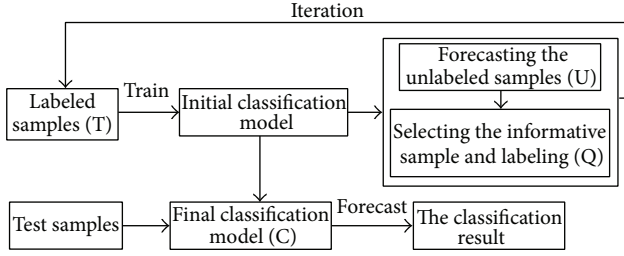 Iteration
Forecasting the
unlabeled samples (U)
Train
Labeled
samples (T)
Initial classification
model
Selecting the informative
sample and labeling (Q)
Test samples
Final classification
model (C)
Forecast
The classification
result